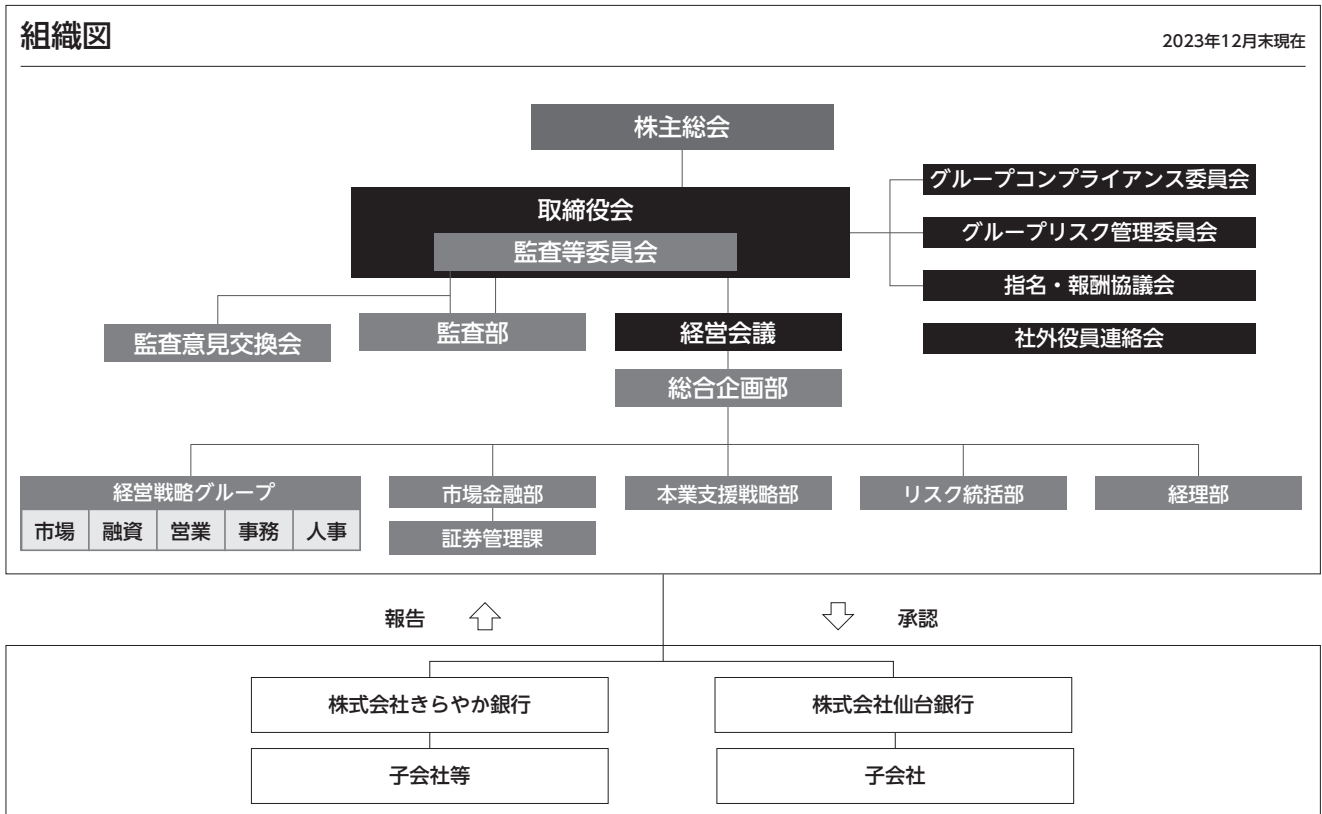 組織図
2023年12月末現在
株主総会
取締役会
監査等委員会
グループコンプライアンス委員会
グループリスク管理委員会
指名・報酬協議会
社外役員連絡会
監査意見交換会
監査部
経営会議
総合企画部
経営戦略グループ
市場 融資 営業 事務 人事
市場金融部
証券管理課
本業支援戦略部
リスク統括部
経理部
報告
承認
株式会社きらやか銀行
株式会社仙台銀行
子会社等
子会社